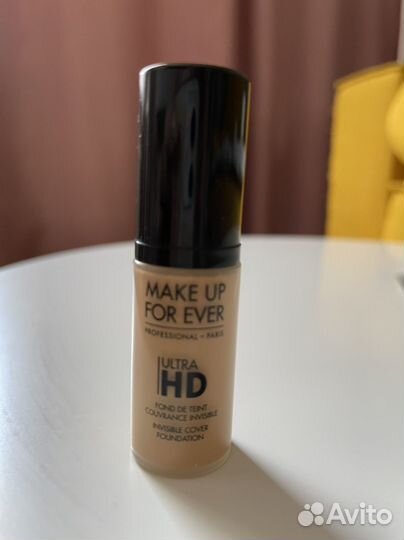 MAKE UP
FOR EVER
PROFESSIONAL – PARIS
ULTRA
HD
FOND DE TEINT
COUVRANCE INVISIBLE
INVISIBLE COVER
FOUNDATION
Avito